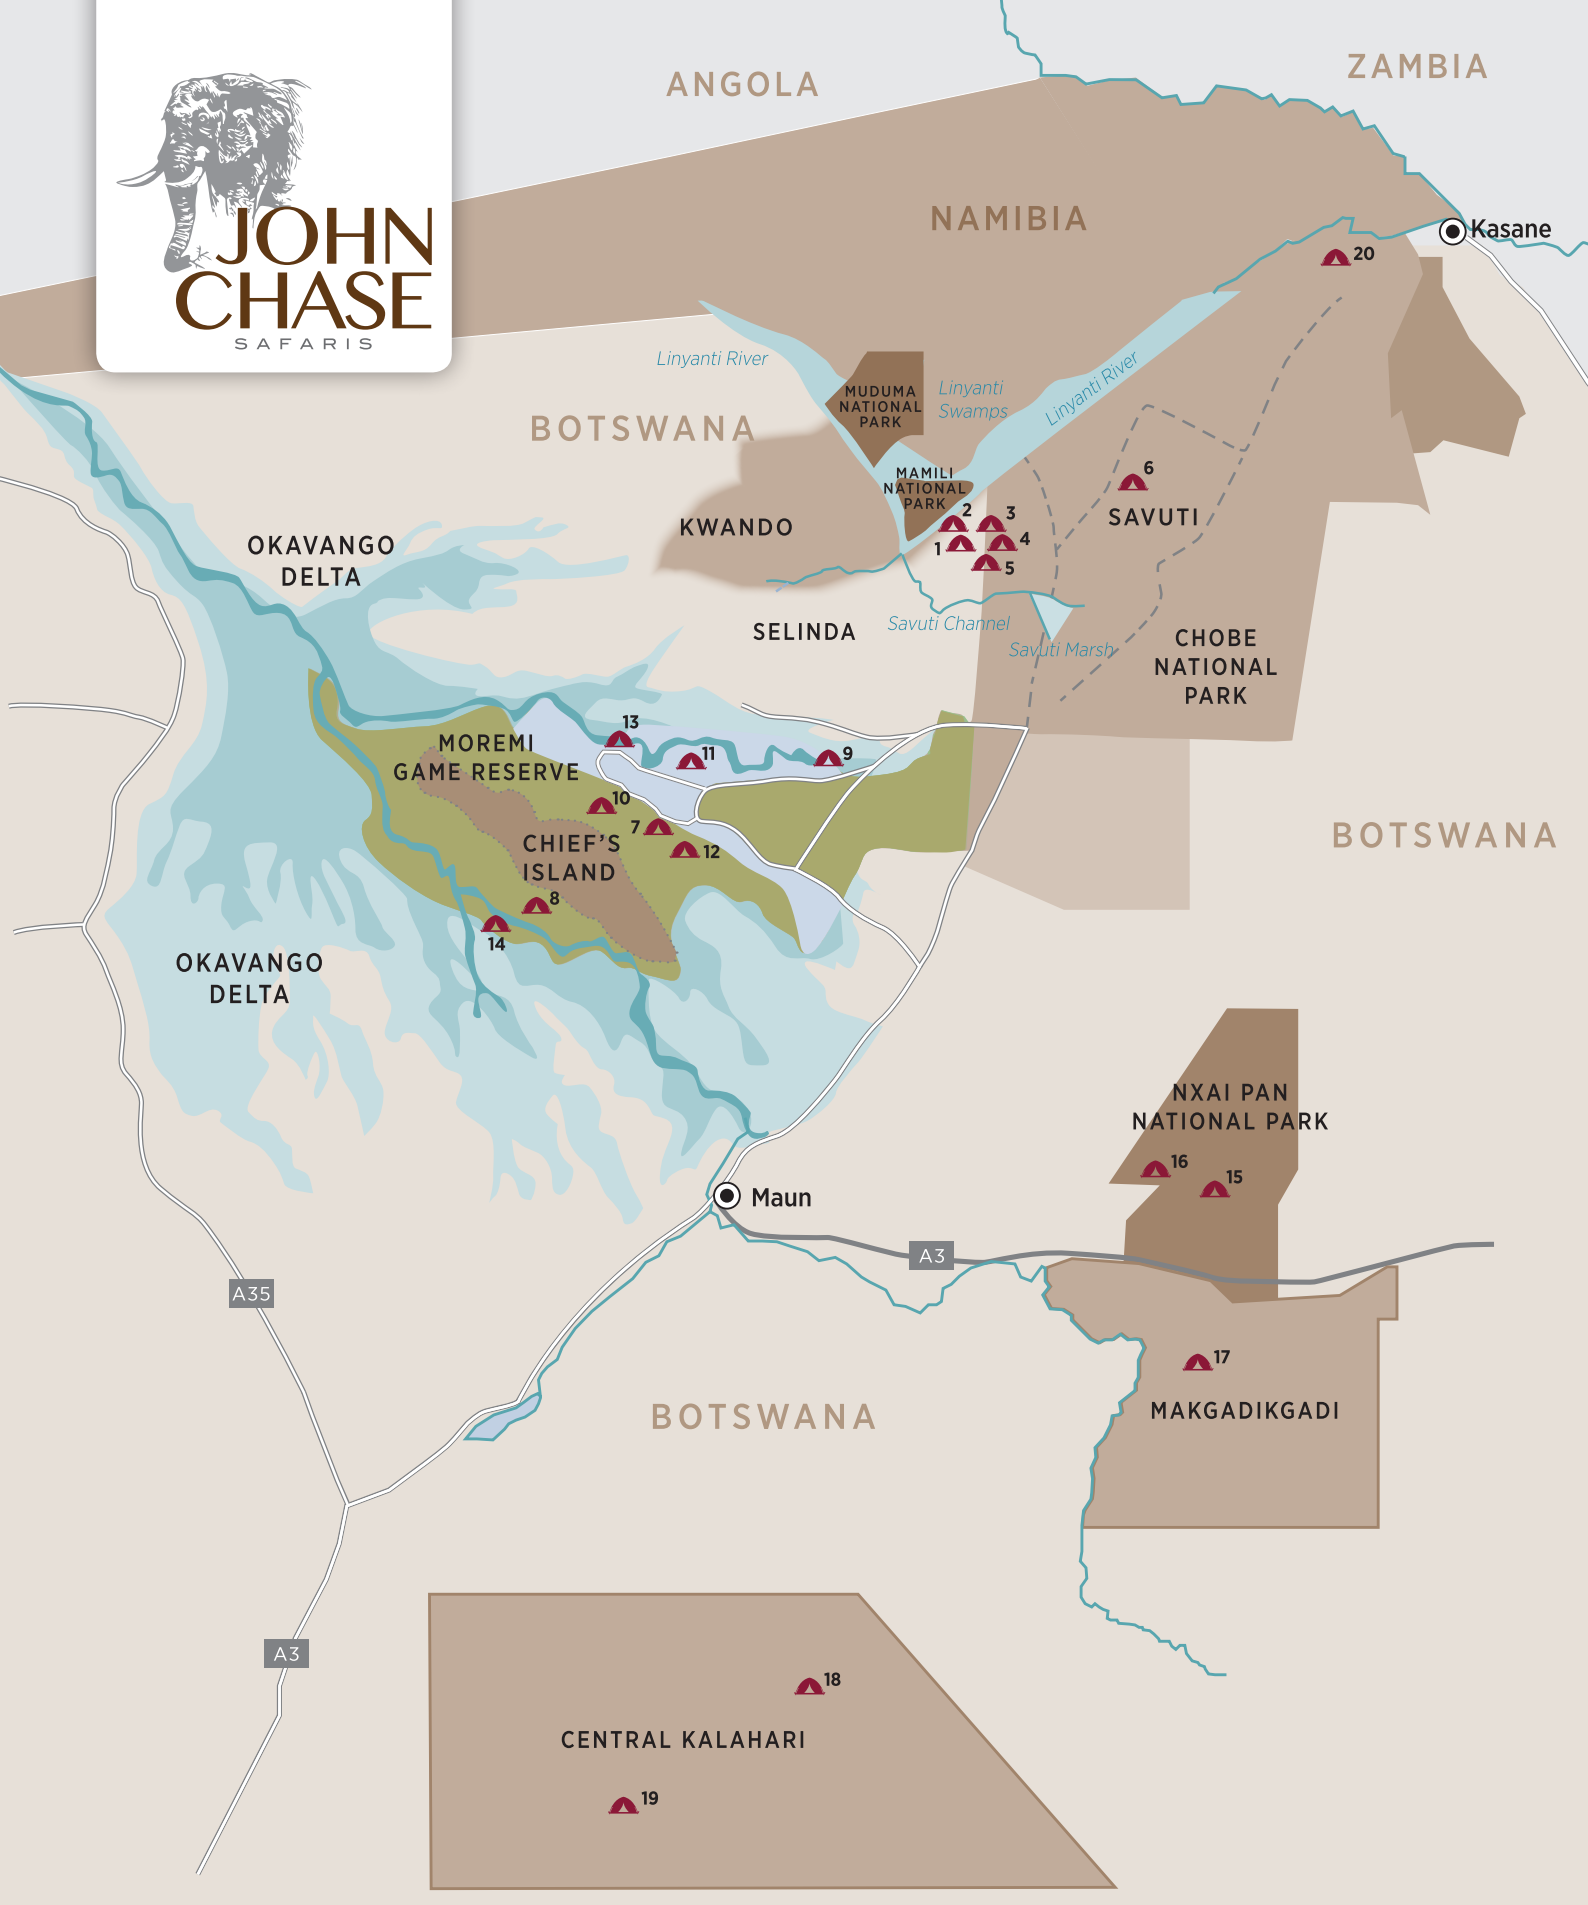 ZAMBIA
ANGOLA
JOHN
CHASE
SAFARIS
NAMIBIA
Kasane
20
Linyanti River
Linyanti
Swamps
Linyanti River
MUDUMA
NATIONAL
PARK
BOTSWANA
MAMILI
NATIONAL
PARK
6
SAVUTI
KWANDO
2
3
1
4
5
OKAVANGO
DELTA
SELINDA
Savuti Channel
Savuti Marsh
CHOBE
NATIONAL
PARK
13
11
9
MOREMI
GAME RESERVE
10
7
12
CHIEF'S
ISLAND
8
14
BOTSWANA
OKAVANGO
DELTA
NXAI PAN
NATIONAL PARK
16
15
Maun
A3
A35
17
MAKGADIKGADI
BOTSWANA
A3
18
CENTRAL KALAHARI
19